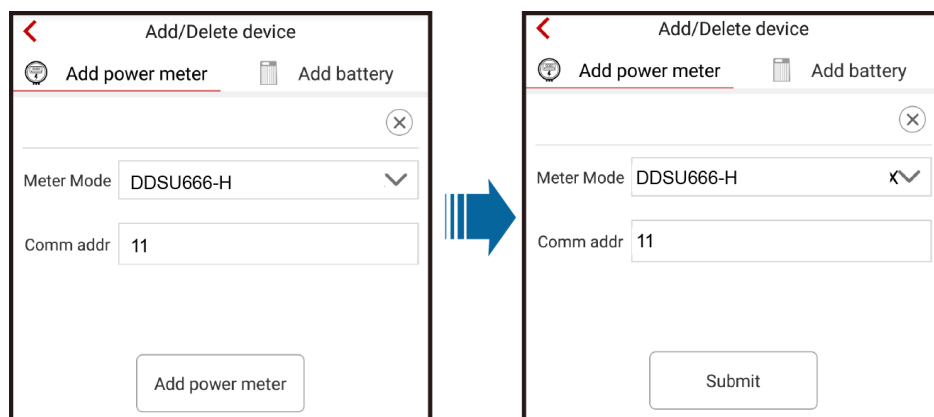 Add/Delete device
Add power meter Add battery
Meter Mode DDSU666-H
Comm addr 11
Add power meter
Add/Delete device
Add power meter Add battery
Meter Mode DDSU666-H
Comm addr 11
Submit